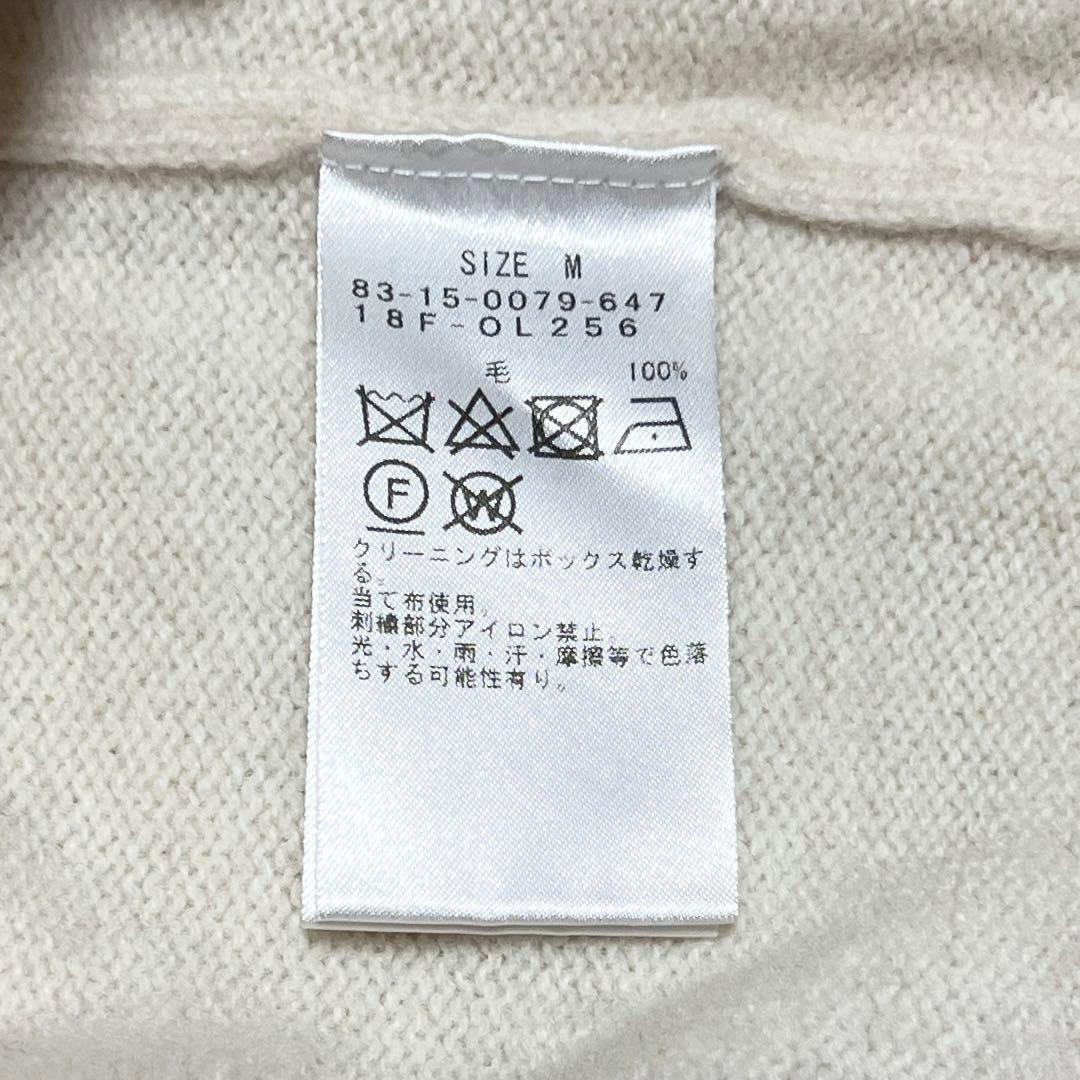 SIZE M
83-15-0079-647
18F-OL256
毛 100%
F W
クリーニングはボックス乾燥す
る。
当て布使用。
刺繍部分アイロン禁止。
光・水・雨・汗・摩擦等で色落
ちする可能性有り。